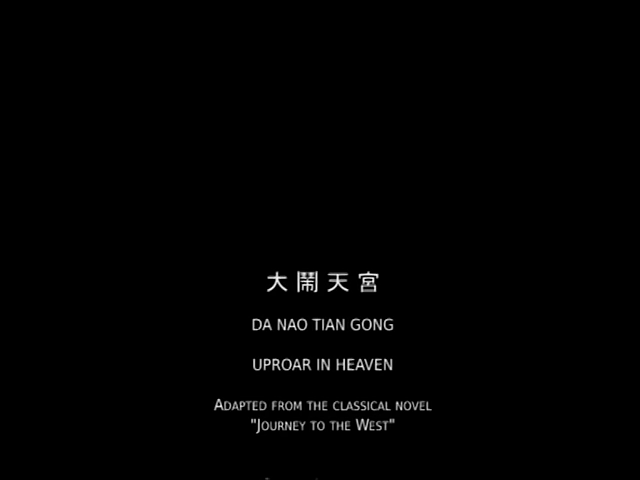 大鬧天宮
DA NAO TIAN GONG
UPROAR IN HEAVEN
ADAPTED FROM THE CLASSICAL NOVEL
"JOURNEY TO THE WEST"